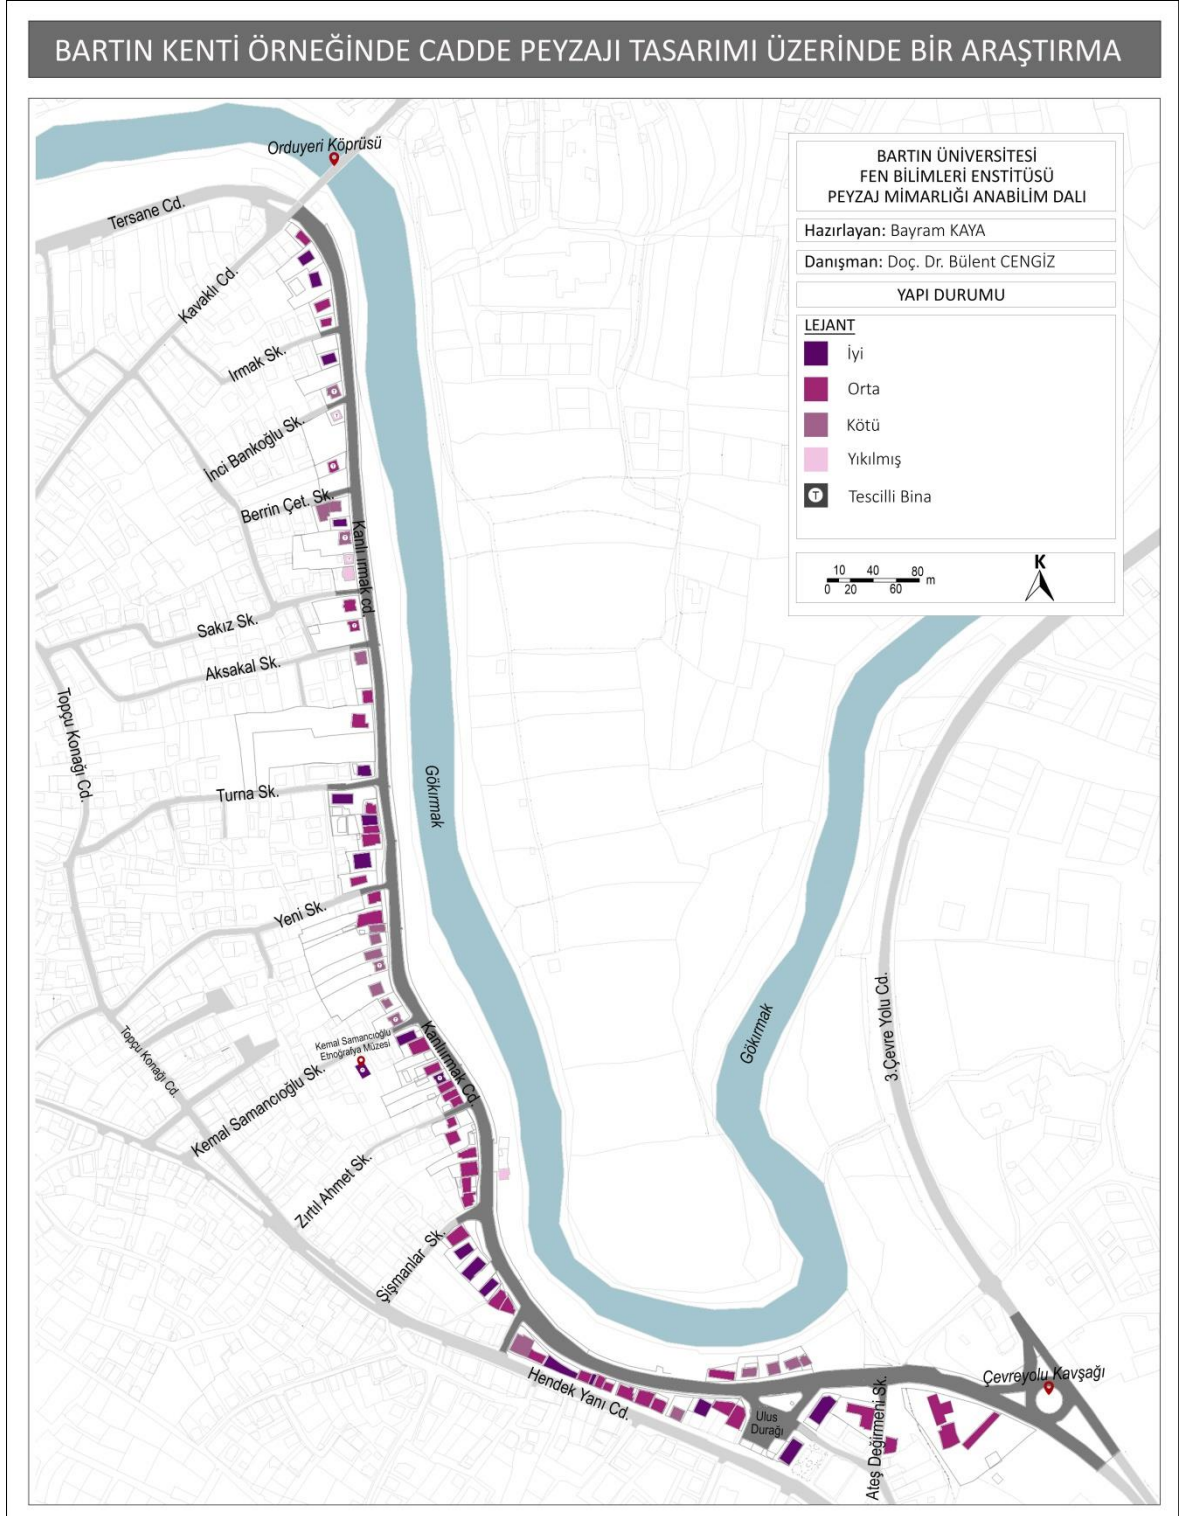 BARTIN KENTİ ÖRNEĞİNDE CADDE PEYZAJI TASARIMI ÜZERİNDE BİR ARAŞTIRMA
Orduyeri Köprüsü
BARTIN ÜNİVERSİTESİ
FEN BİLİMLERİ ENSTİTÜSÜ
PEYZAJ MİMARLIĞI ANABİLİM DALI
Hazırlayan: Bayram KAYA
Danışman: Doç. Dr. Bülent CENGİZ
YAPI DURUMU
LEJANT
İyi
Orta
Kötü
Yıkılmış
T Tescilli Bina
10 40 80
0 20 60 m
K
Tersane Cd.
Kavaklı Cd.
Irmak Sk.
İnci Bankoğlu Sk.
Berrin Çet. Sk.
Kanlı ırmak cd.
Sakız Sk.
Aksakal Sk.
Topçu Konağı Cd.
Turna Sk.
Gökırmak
Yeni Sk.
Topçu Konağı Cd.
Kemal Samancıoğlu
Etnoğrafya Müzesi
Kanlıırmak Cd.
Kemal Samancıoğlu Sk.
Gökırmak
3.Çevre Yolu Cd.
Zırtıl Ahmet Sk.
Şişmanlar Sk.
Hendek Yanı Cd.
Ulus
Durağı
Ateş Değirmeni Sk.
Çevreyolu Kavşağı